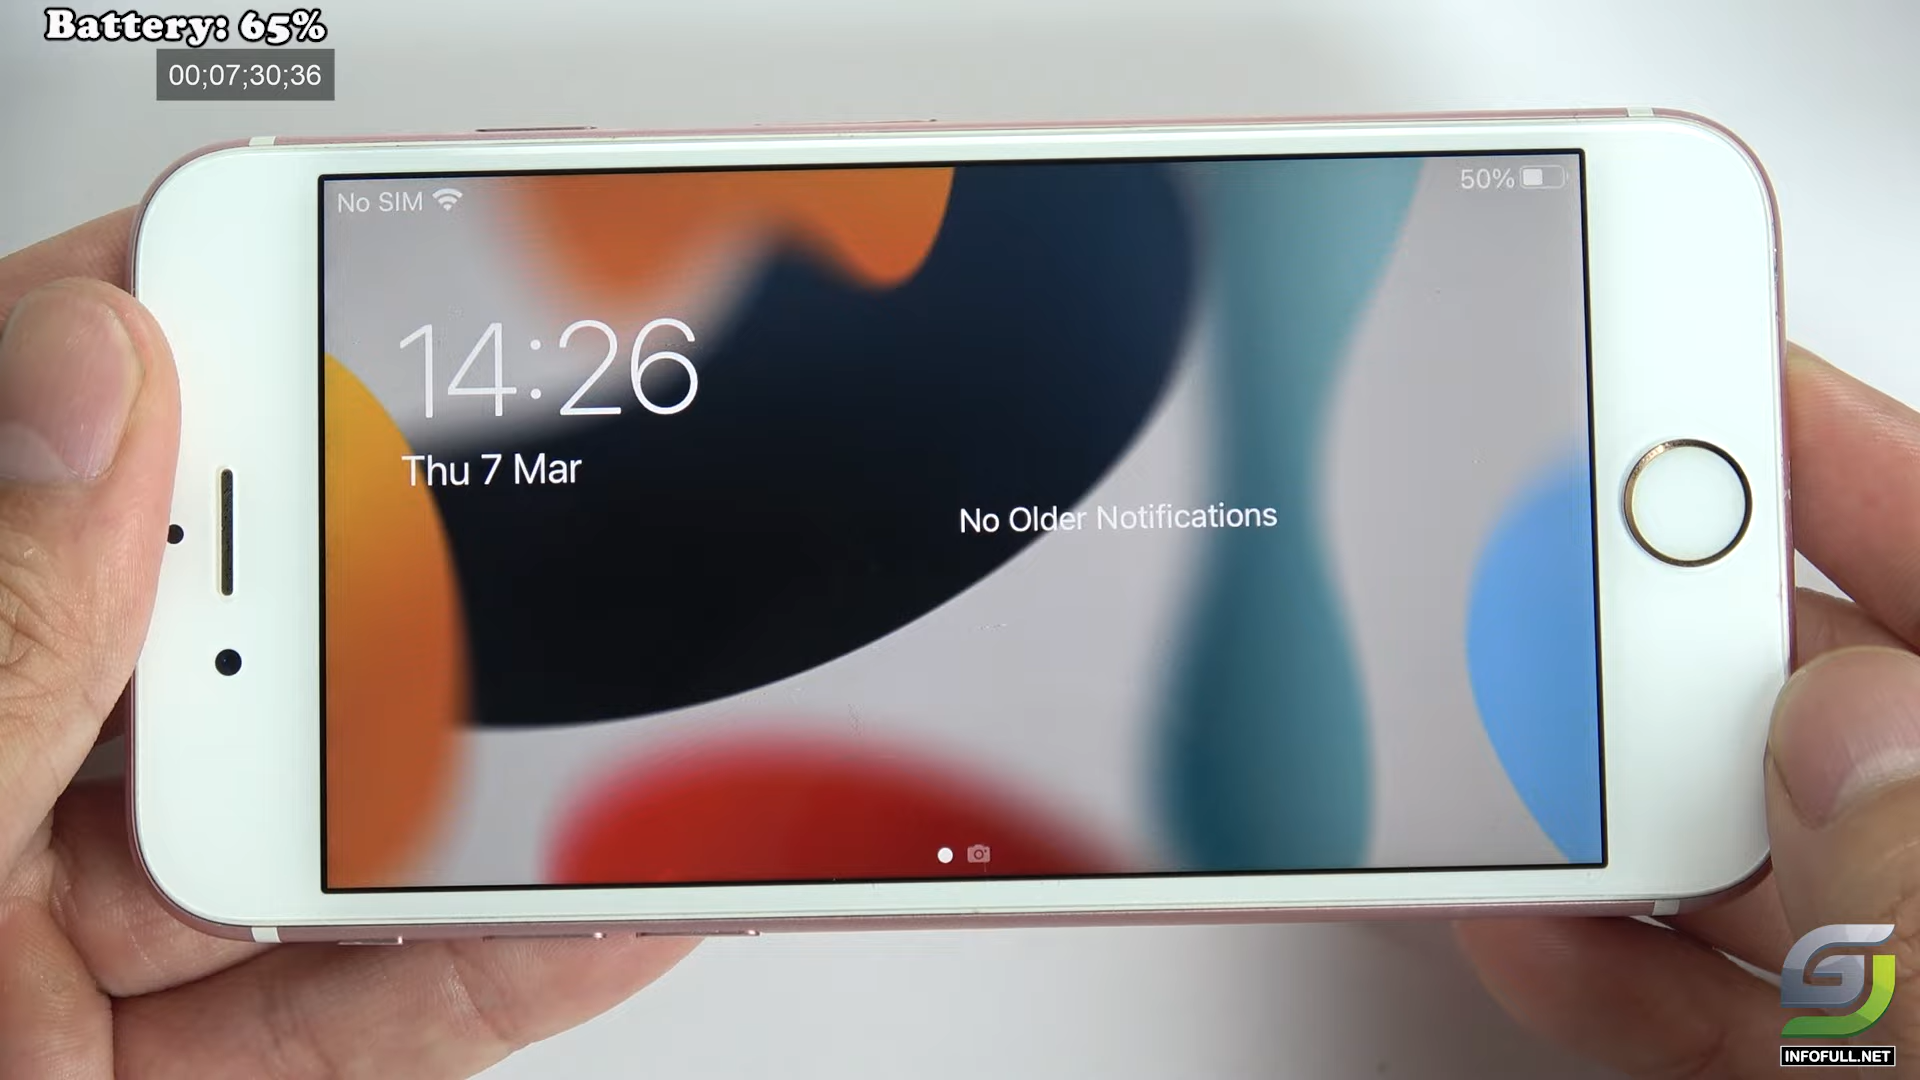 Battery: 65%
00;07;30;36
No SIM
50%
14:26
Thu 7 Mar
No Older Notifications
INFOFULL.NET